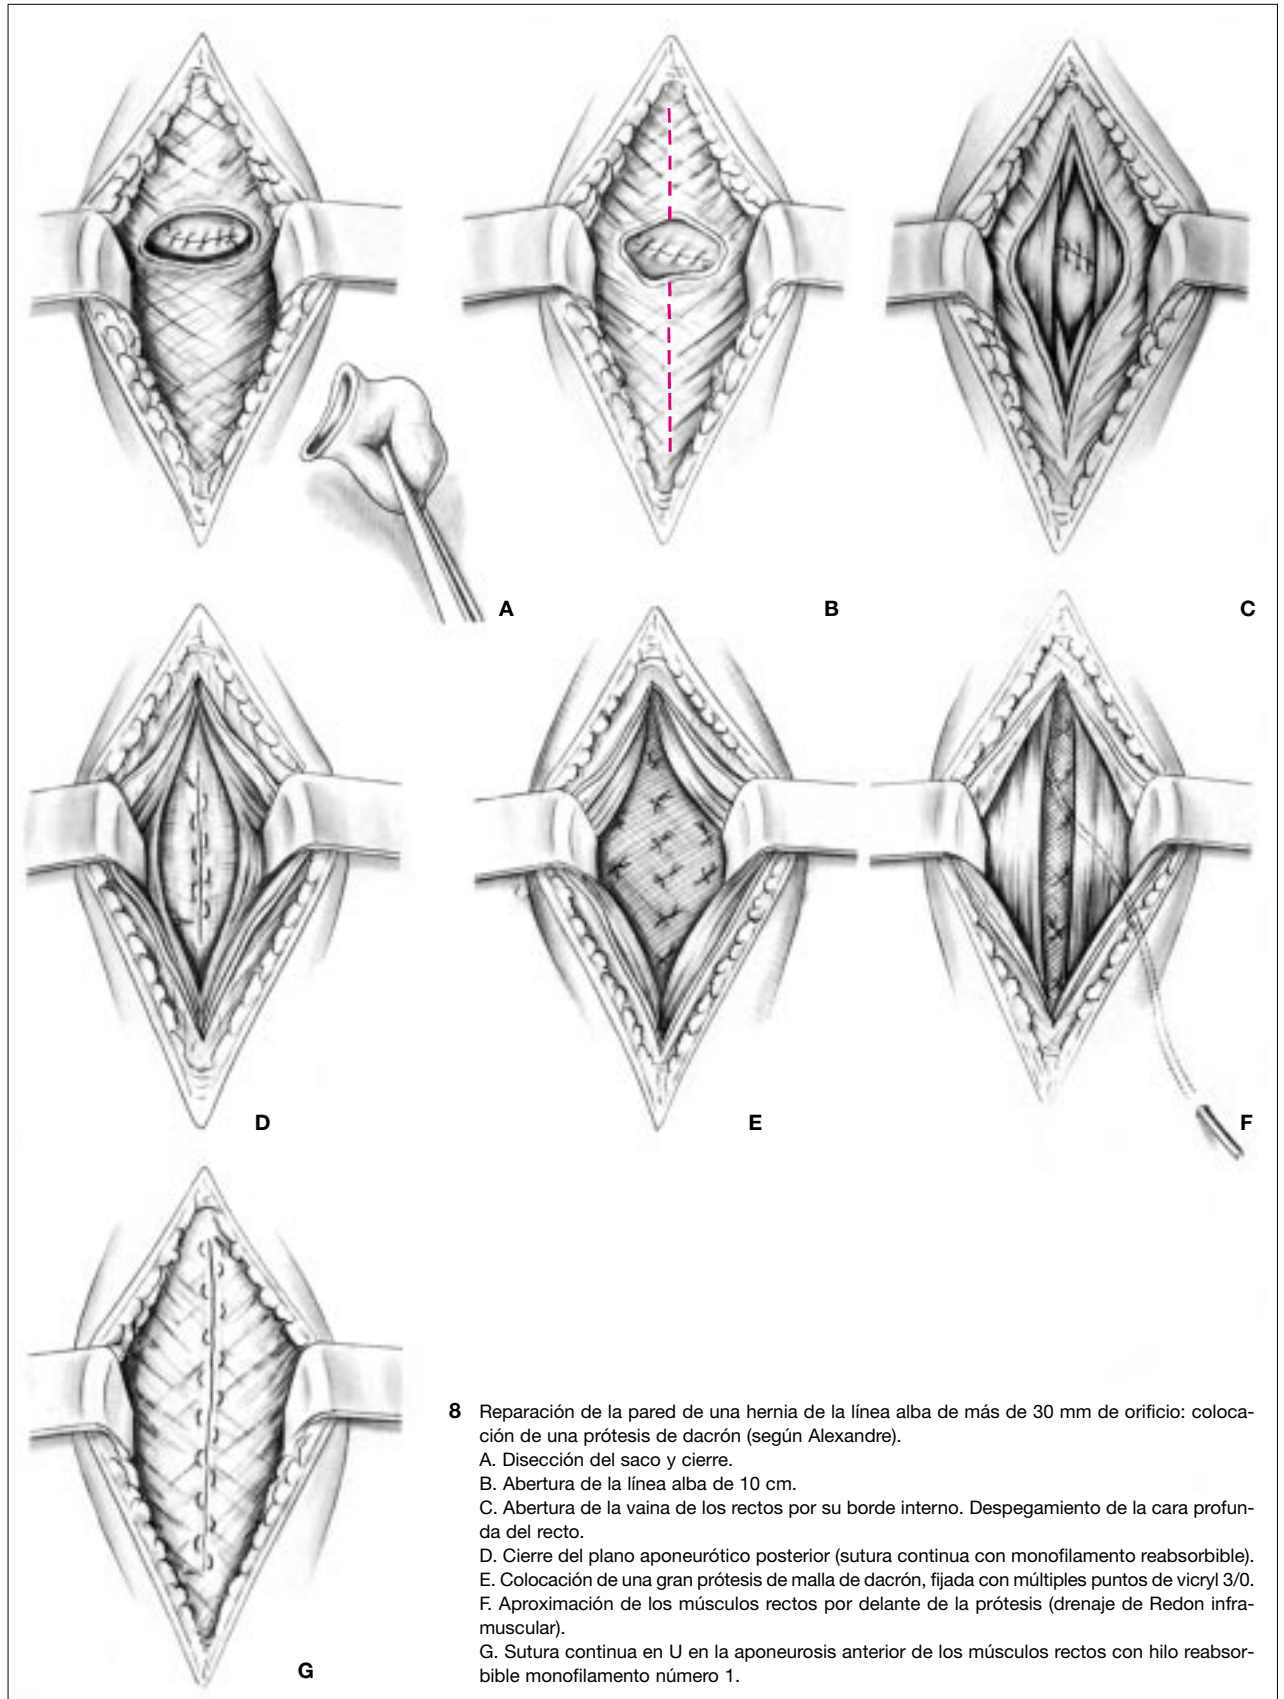 A
B
C
D
E
F
G
8 Reparación de la pared de una hernia de la línea alba de más de 30 mm de orificio: coloca-
ción de una prótesis de dacrón (según Alexandre).
A. Disección del saco y cierre.
B. Abertura de la línea alba de 10 cm.
C. Abertura de la vaina de los rectos por su borde interno. Despegamiento de la cara profun-
da del recto.
D. Cierre del plano aponeurótico posterior (sutura continua con monofilamento reabsorbible).
E. Colocación de una gran prótesis de malla de dacrón, fijada con múltiples puntos de vicryl 3/0.
F. Aproximación de los músculos rectos por delante de la prótesis (drenaje de Redon infra-
muscular).
G. Sutura continua en U en la aponeurosis anterior de los músculos rectos con hilo reabsor-
bible monofilamento número 1.